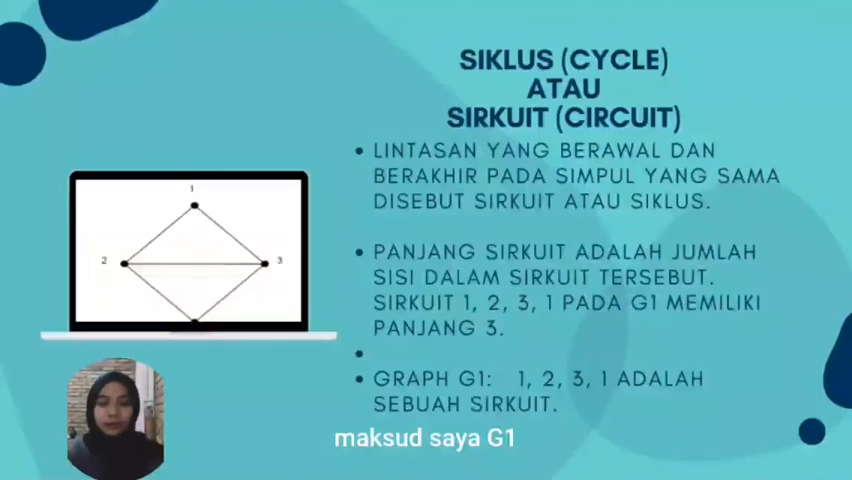 SIKLUS (CYCLE)
ATAU
SIRKUIT (CIRCUIT)
• LINTASAN YANG BERAWAL DAN
BERAKHIR PADA SIMPUL YANG SAMA
DISEBUT SIRKUIT ATAU SIKLUS.
• PANJANG SIRKUIT ADALAH JUMLAH
SISI DALAM SIRKUIT TERSEBUT.
SIRKUIT 1, 2, 3, 1 PADA G1 MEMILIKI
PANJANG 3.
•
• GRAPH G1: 1, 2, 3, 1 ADALAH
SEBUAH SIRKUIT.
1
2
3
maksud saya G1